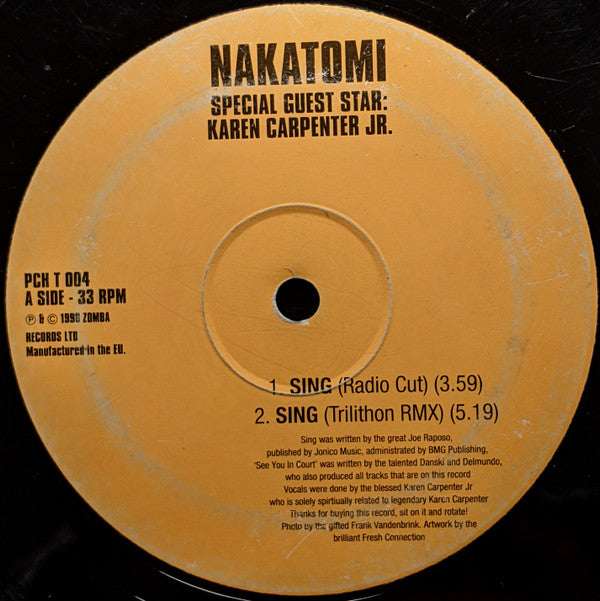 NAKATOMI
SPECIAL GUEST STAR:
KAREN CARPENTER JR.
PCH T 004
A SIDE - 33 RPM
Ⓟ & © 1998 ZOMBA
RECORDS LTD
Manufactured in the EU.
1. SING (Radio Cut) (3.59)
2. SING (Trilithon RMX) (5.19)
Sing was written by the great Joe Raposo,
published by Jonico Music, administrated by BMG Publishing,
'See You In Court' was written by the talented Danski and Delmundo,
who also produced all tracks that are on this record
Vocals were done by the blessed Karen Carpenter Jr
who is solely spirtually related to legendary Karen Carpenter
Thanks for buying this record, sit on it and rotate!
Photo by the gifted Frank Vandenbrink. Artwork by the
brilliant Fresh Connection